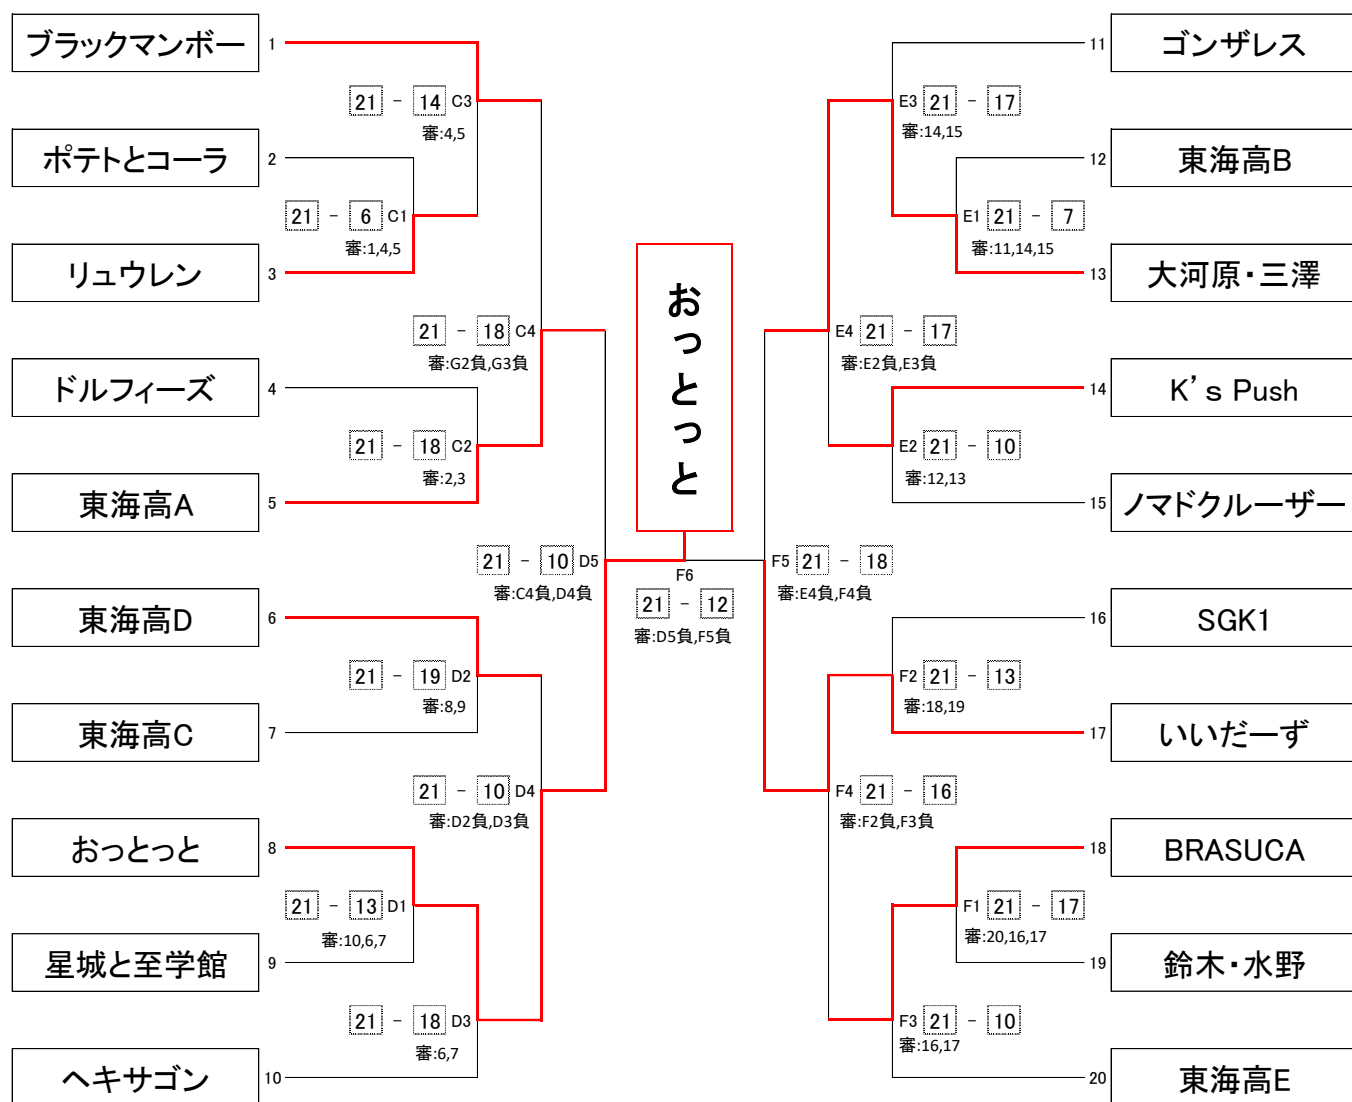 ブラックマンボー 1
21 - 14 C3
審:4,5
ポテトとコーラ 2
21 - 6 C1
審:1,4,5
リュウレン 3
21 - 18 C4
審:G2負,G3負
ドルフィーズ 4
21 - 18 C2
審:2,3
東海高A 5
21 - 10 D5
審:C4負,D4負
東海高D 6
21 - 19 D2
審:8,9
東海高C 7
21 - 10 D4
審:D2負,D3負
おっとっと 8
21 - 13 D1
審:10,6,7
星城と至学館 9
21 - 18 D3
審:6,7
ヘキサゴン 10
おっとっと
F6
21 - 12
審:D5負,F5負
11 ゴンザレス
E3 21 - 17
審:14,15
12 東海高B
E1 21 - 7
審:11,14,15
13 大河原・三澤
E4 21 - 17
審:E2負,E3負
14 K’s Push
E2 21 - 10
審:12,13
15 ノマドクルーザー
F5 21 - 18
審:E4負,F4負
16 SGK1
F2 21 - 13
審:18,19
17 いいだーず
F4 21 - 16
審:F2負,F3負
18 BRASUCA
F1 21 - 17
審:20,16,17
19 鈴木・水野
F3 21 - 10
審:16,17
20 東海高E